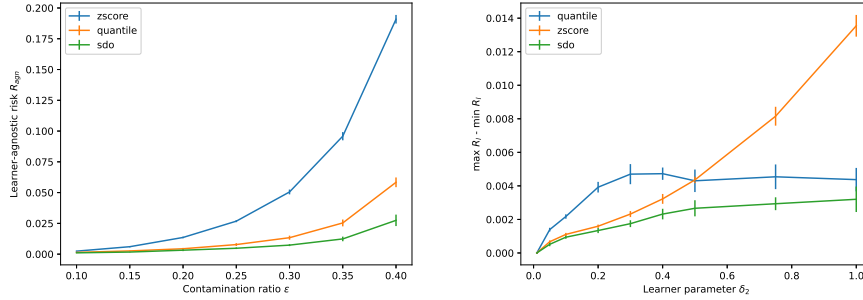 zscore
quantile
sdo
Learner-agnostic risk R_agn
0.200
0.175
0.150
0.125
0.100
0.075
0.050
0.025
0.000
0.10 0.15 0.20 0.25 0.30 0.35 0.40
Contamination ratio ε
quantile
zscore
sdo
max R_i - min R_i
0.014
0.012
0.010
0.008
0.006
0.004
0.002
0.000
0.0 0.2 0.4 0.6 0.8 1.0
Learner parameter δ_2